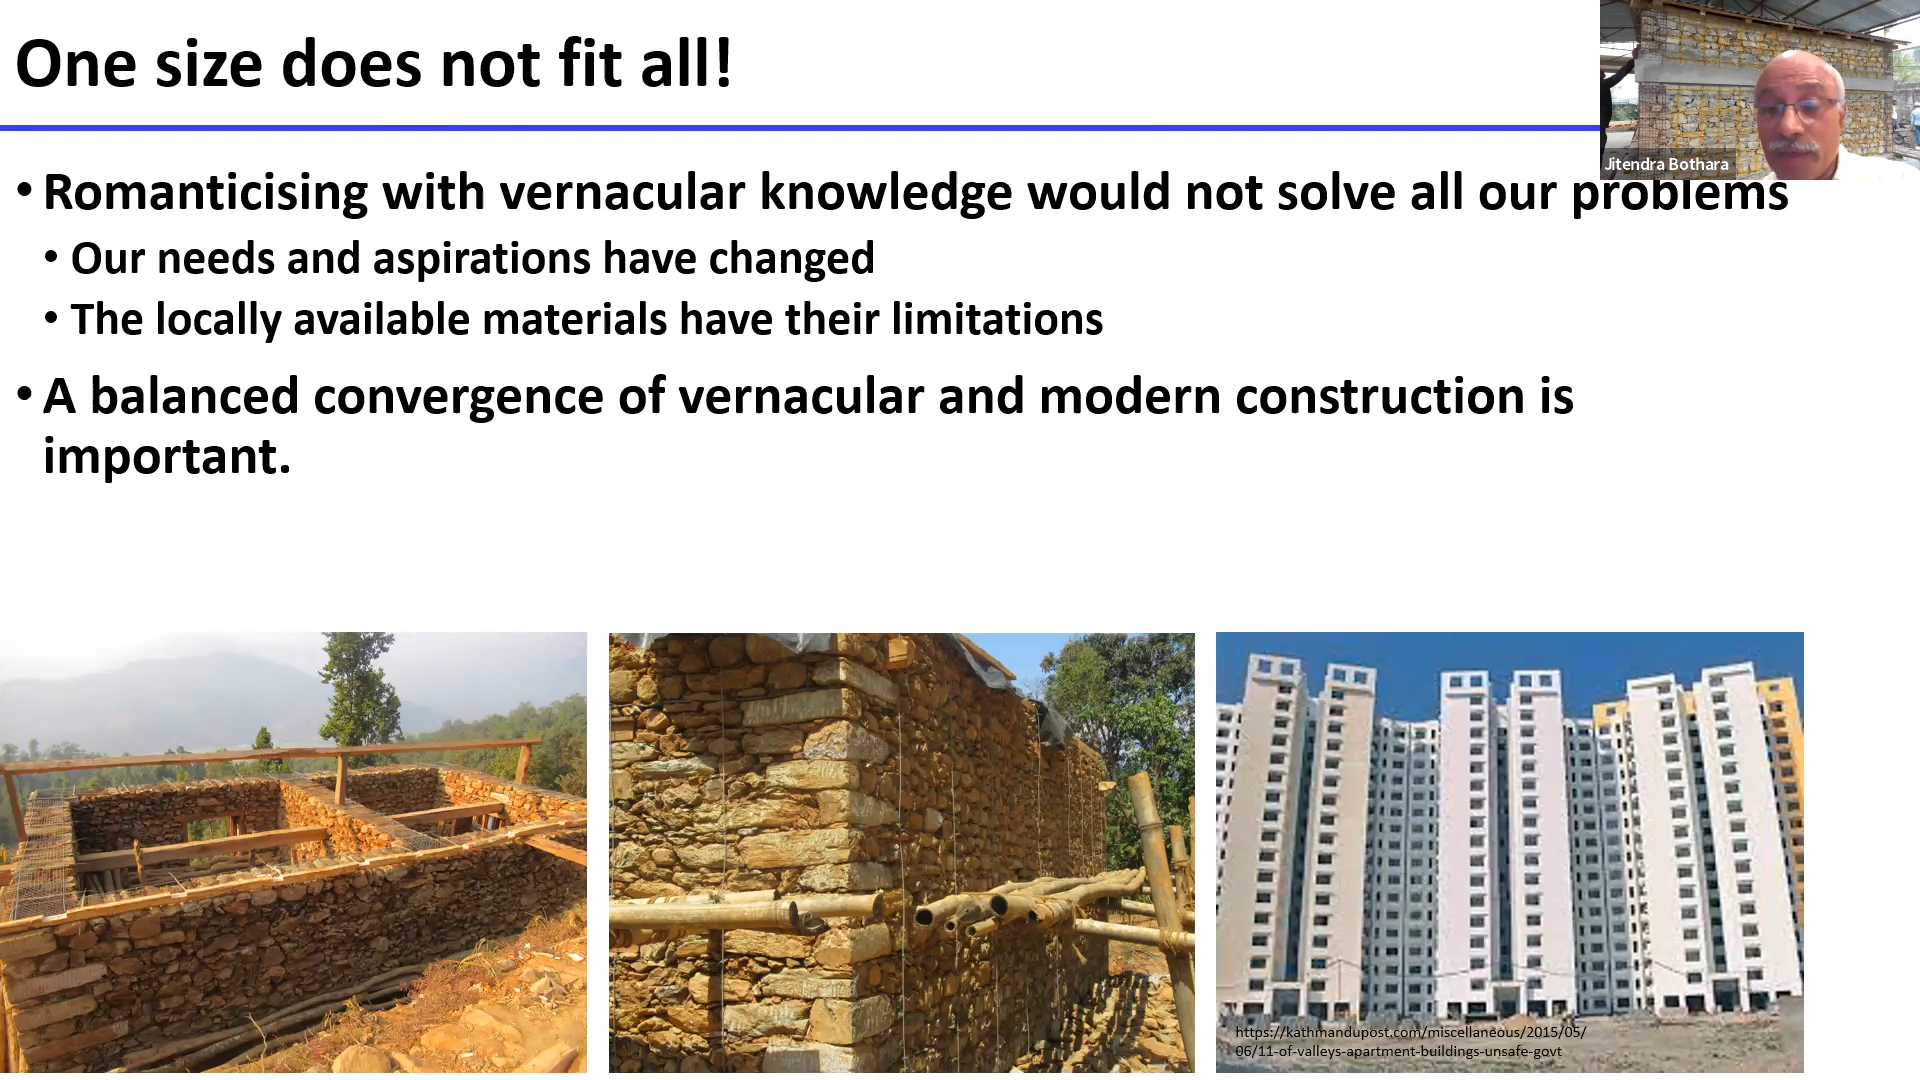 One size does not fit all!
Jitendra Bothara
• Romanticising with vernacular knowledge would not solve all our problems
• Our needs and aspirations have changed
• The locally available materials have their limitations
• A balanced convergence of vernacular and modern construction is
important.
https://kathmandupost.com/miscellaneous/2015/05/
06/11-of-valleys-apartment-buildings-unsafe-govt